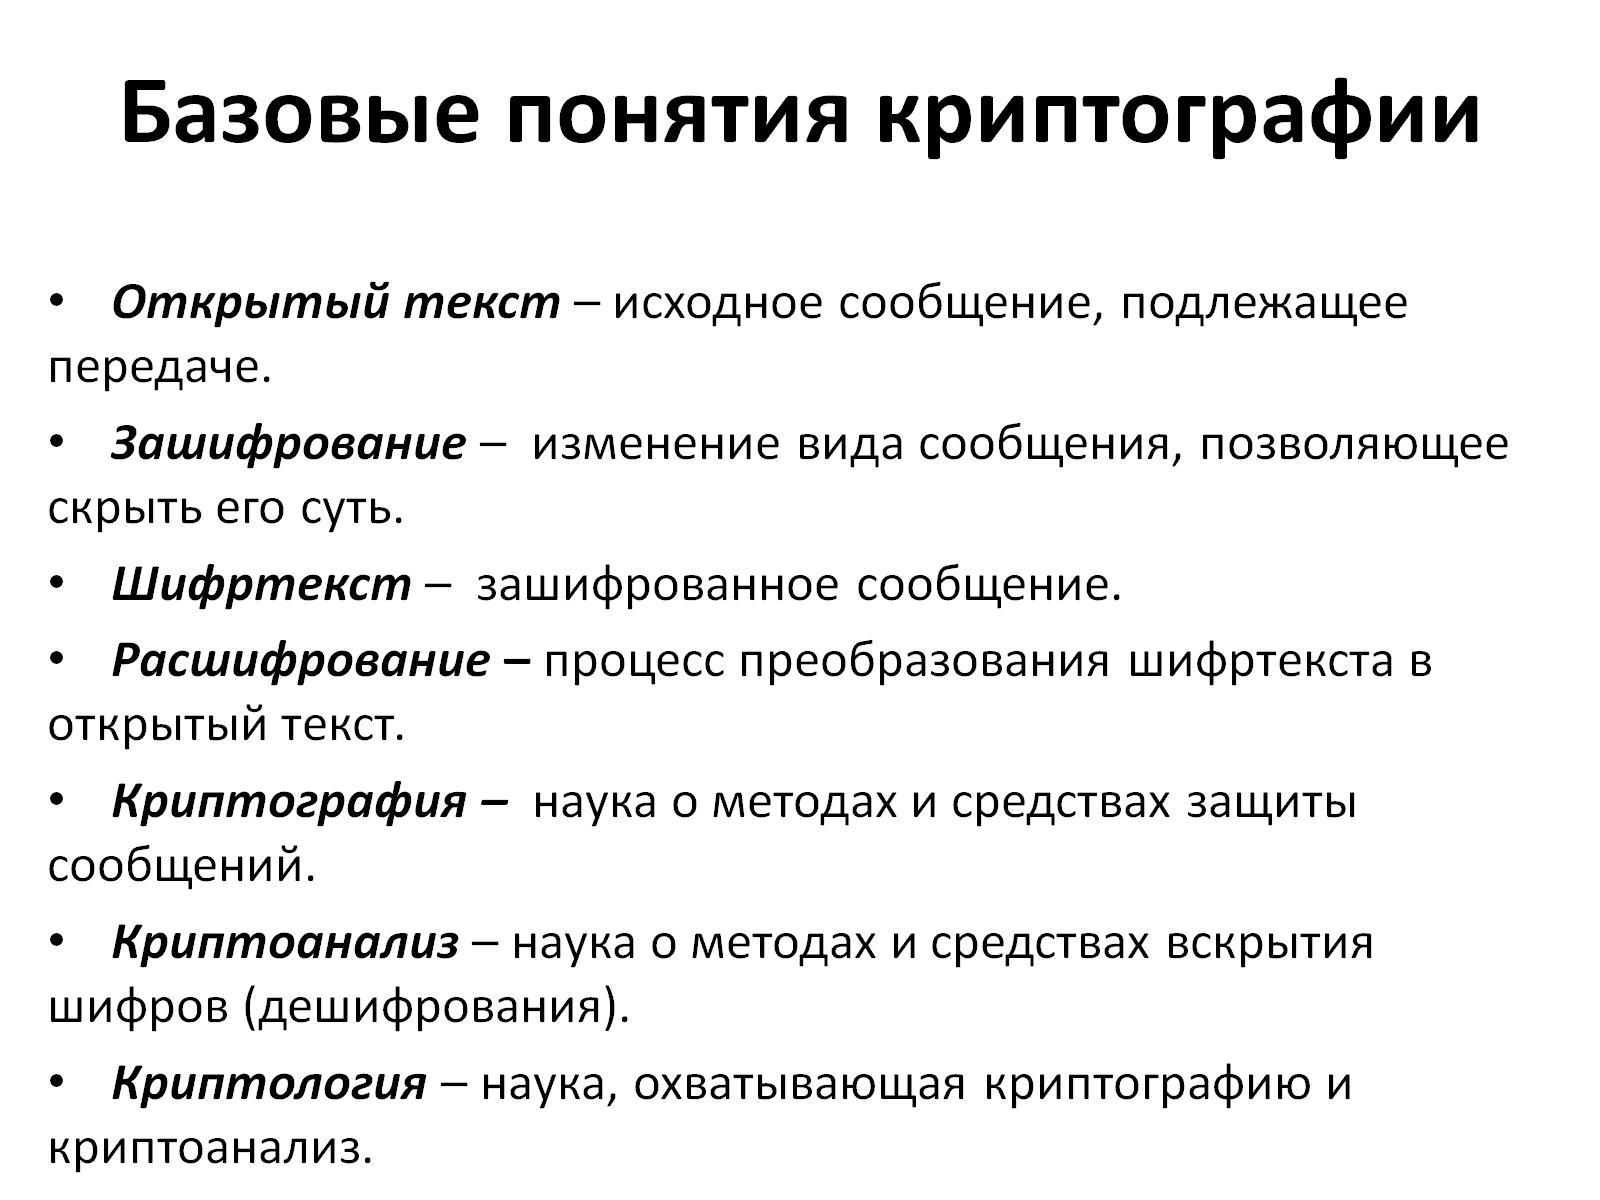 Базовые понятия криптографии
• Открытый текст – исходное сообщение, подлежащее
передаче.
• Зашифрование – изменение вида сообщения, позволяющее
скрыть его суть.
• Шифртекст – зашифрованное сообщение.
• Расшифрование – процесс преобразования шифртекста в
открытый текст.
• Криптография – наука о методах и средствах защиты
сообщений.
• Криптоанализ – наука о методах и средствах вскрытия
шифров (дешифрования).
• Криптология – наука, охватывающая криптографию и
криптоанализ.